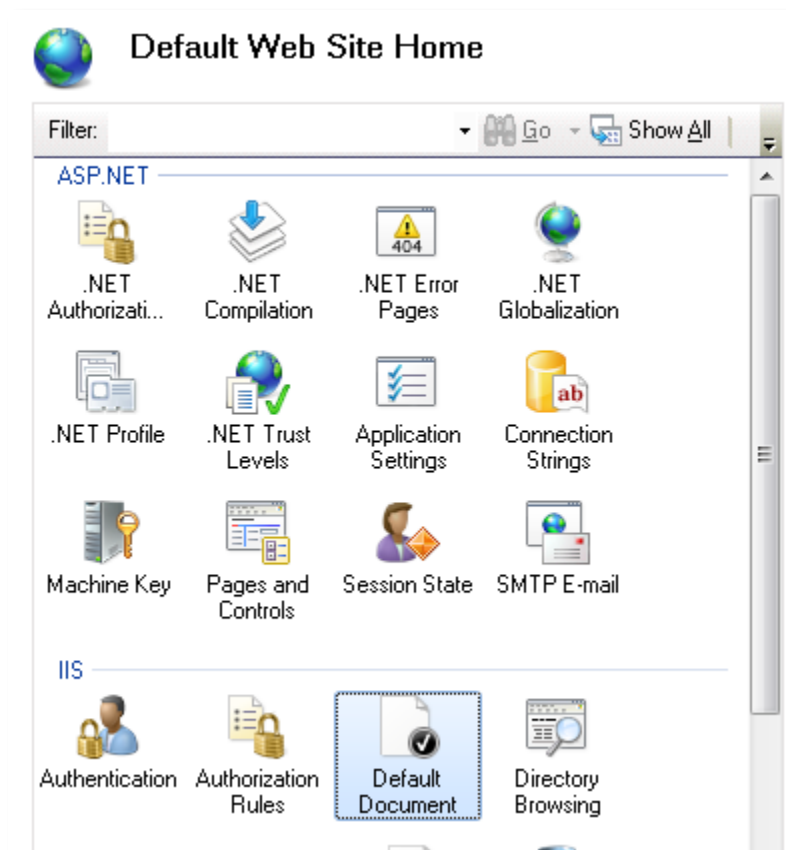 Default Web Site Home
Filter: Go Show All
ASP.NET
404
.NET Authorizati...
.NET Compilation
.NET Error Pages
.NET Globalization
ab
.NET Profile
.NET Trust Levels
Application Settings
Connection Strings
Machine Key
Pages and Controls
Session State
SMTP E-mail
IIS
Authentication
Authorization Rules
Default Document
Directory Browsing